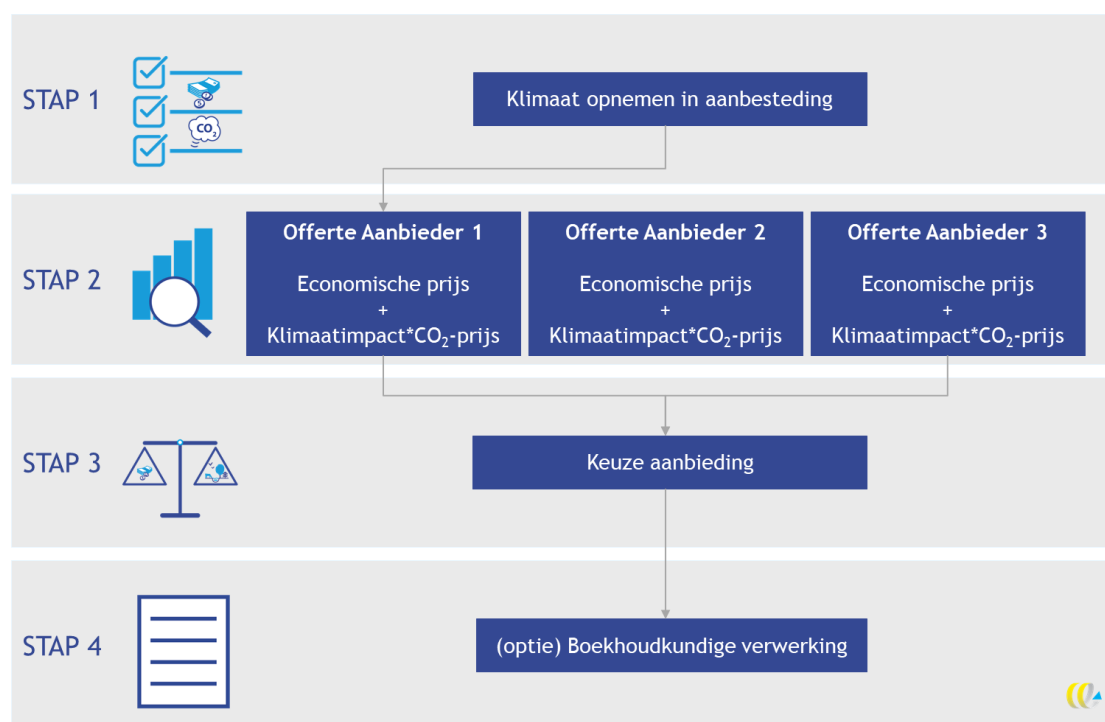 STAP 1
CO₂
Klimaat opnemen in aanbesteding
STAP 2
Offerte Aanbieder 1
Economische prijs
+
Klimaatimpact*CO₂-prijs
Offerte Aanbieder 2
Economische prijs
+
Klimaatimpact*CO₂-prijs
Offerte Aanbieder 3
Economische prijs
+
Klimaatimpact*CO₂-prijs
STAP 3
Keuze aanbieding
STAP 4
(optie) Boekhoudkundige verwerking